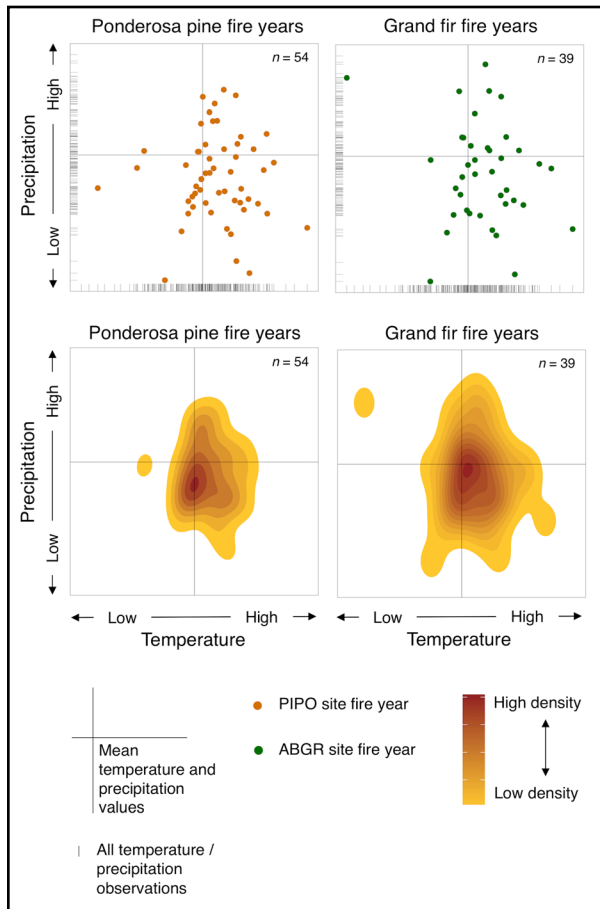 Ponderosa pine fire years
Grand fir fire years
n = 54
n = 39
Precipitation
High
Low
Ponderosa pine fire years
Grand fir fire years
n = 54
n = 39
Precipitation
High
Low
Low
High
Low
High
Temperature
Temperature
Mean
temperature and
precipitation
values
All temperature /
precipitation
observations
PIPO site fire year
ABGR site fire year
High density
Low density